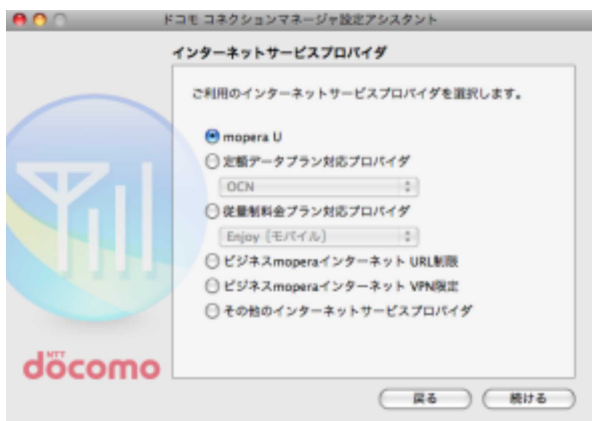 ドコモ コネクションマネージャ設定アシスタント
インターネットサービスプロバイダ
ご利用のインターネットサービスプロバイダを選択します。
mopera U
定額データプラン対応プロバイダ
OCN
従量制料金プラン対応プロバイダ
Enjoy (モバイル)
ビジネスmoperaインターネット URL制限
ビジネスmoperaインターネット VPN限定
その他のインターネットサービスプロバイダ
NTT
döcomo
戻る
続ける